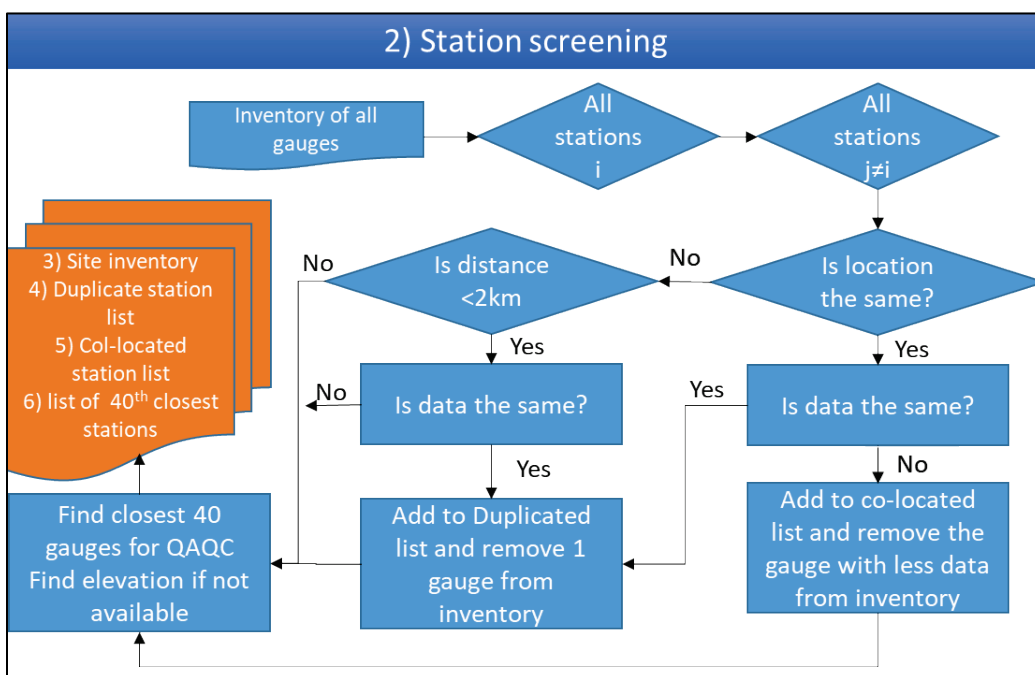 2) Station screening
Inventory of all
gauges
All
stations
i
All
stations
j≠i
Is location
the same?
No
Is distance
<2km
No
Yes
Yes
Is data the same?
No
Yes
Is data the same?
Yes
No
Add to Duplicated
list and remove 1
gauge from
inventory
Add to co-located
list and remove the
gauge with less data
from inventory
Find closest 40
gauges for QAQC
Find elevation if not
available
3) Site inventory
4) Duplicate station
list
5) Col-located
station list
6) list of 40th closest
stations